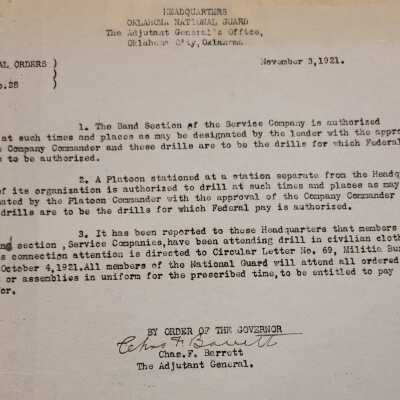 HEADQUARTERS
OKLAHOMA NATIONAL GUARD
The Adjutant General's Office,
Oklahoma City, Oklahoma
AL ORDERS )
November 3,1921.
)
o.28 )
1. The Band Section of the Service Company is authorized
at such times and places as may be designated by the leader with the appro
e Company Commander and these drills are to be the drills for which Federal
e to be authorized.
2. A Platoon stationed at a station separate from the Headq
of its organization is authorized to drill at such times and places as may
nated by the Platoon Commander with the approval of the Company Commander
drills are to be the drills for which Federal pay is authorized.
3. It has been reported to these Headquarters that members
and section, Service Companies,have been attending drill in civilian cloth
s connection attention is directed to Circular Letter No. 69, Militia Bu
October 4,1921.All members of the National Guard will attend all ordered
or assemblies in uniform for the prescribed time,to be entitled to pay
for.
BY ORDER OF THE GOVERNOR
Chas F Barrett
Chas.F. Barrett
The Adjutant General.